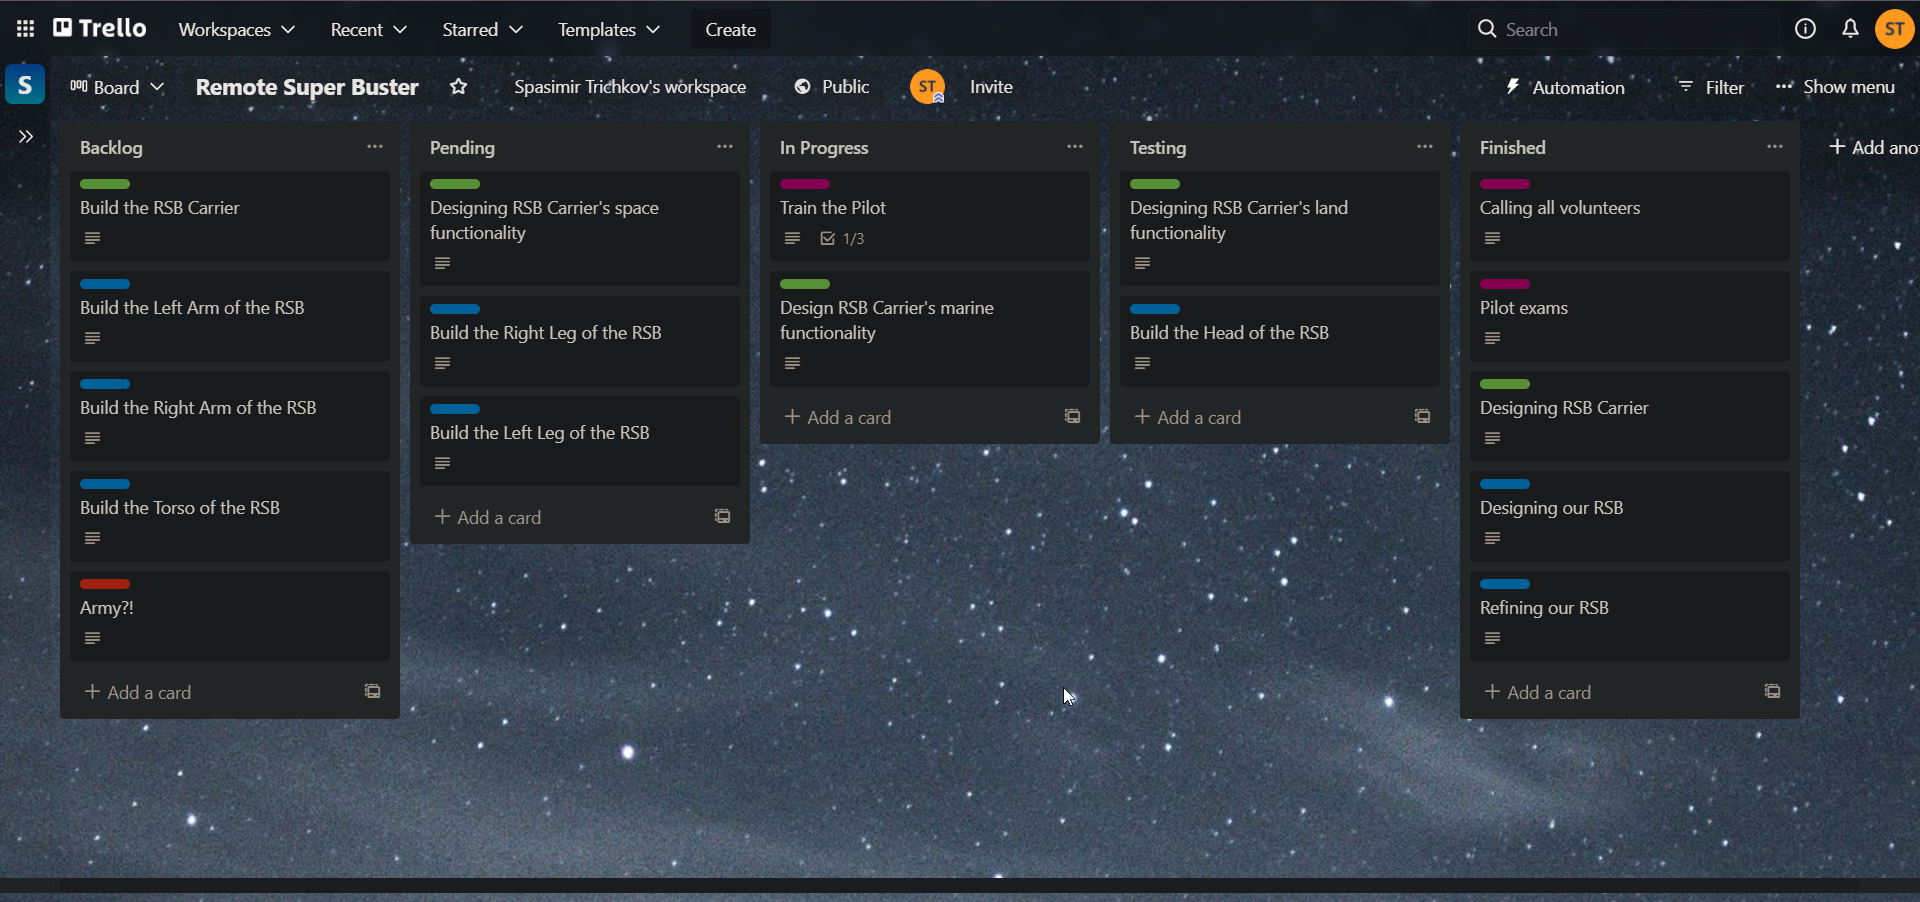 Trello
Workspaces
Recent
Starred
Templates
Create
Search
ST
S
Board
Remote Super Buster
Spasimir Trichkov's workspace
Public
ST
Invite
Automation
Filter
Show menu
Backlog
Build the RSB Carrier
Build the Left Arm of the RSB
Build the Right Arm of the RSB
Build the Torso of the RSB
Army?!
+ Add a card
Pending
Designing RSB Carrier's space
functionality
Build the Right Leg of the RSB
Build the Left Leg of the RSB
+ Add a card
In Progress
Train the Pilot
1/3
Design RSB Carrier's marine
functionality
+ Add a card
Testing
Designing RSB Carrier's land
functionality
Build the Head of the RSB
+ Add a card
Finished
Calling all volunteers
Pilot exams
Designing RSB Carrier
Designing our RSB
Refining our RSB
+ Add a card
+ Add